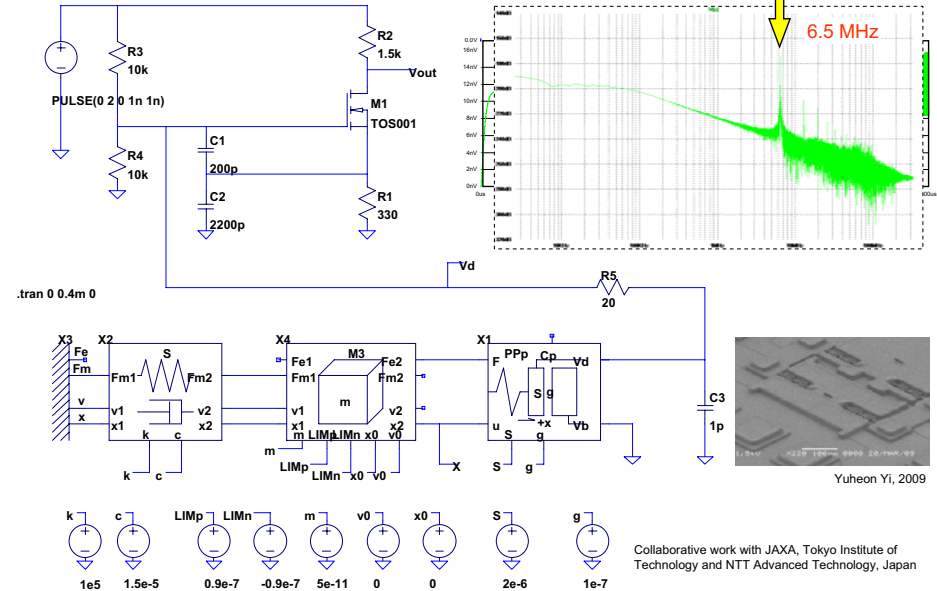 R3
10k
R2
1.5k
Vout
PULSE(0 2 0 1n 1n)
M1
TOS001
C1
200p
R4
10k
C2
2200p
R1
330
6.5 MHz
0.0V
16nV
14nV
12nV
10nV
8nV
6nV
4nV
2nV
0nV
0us
Vd
R5
20
.tran 0 0.4m 0
X3
Fe
Fm
v
x
X2
S
Fm1
Fm2
v1
v2
x1
x2
k
c
k
c
X4
M3
Fe1
Fe2
Fm1
Fm2
m
v1
v2
x1
x2
m
LIMp
LIMn
x0
v0
m
LIMp
LIMn
x0
v0
X
X1
PPp
Cp
F
Vd
S
g
+x
u
Vb
S
g
S
g
C3
1p
Yuheon Yi, 2009
k
c
LIMp
LIMn
m
v0
x0
S
g
1e5
1.5e-5
0.9e-7
-0.9e-7
5e-11
0
0
2e-6
1e-7
Collaborative work with JAXA, Tokyo Institute of
Technology and NTT Advanced Technology, Japan